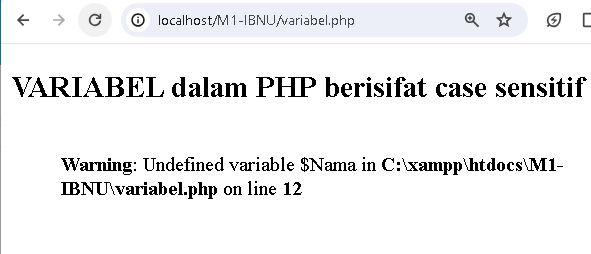 localhost/M1-IBNU/variabel.php
VARIABEL dalam PHP berisifat case sensitif
Warning: Undefined variable $Nama in C:\xampp\htdocs\M1-
IBNU\variabel.php on line 12